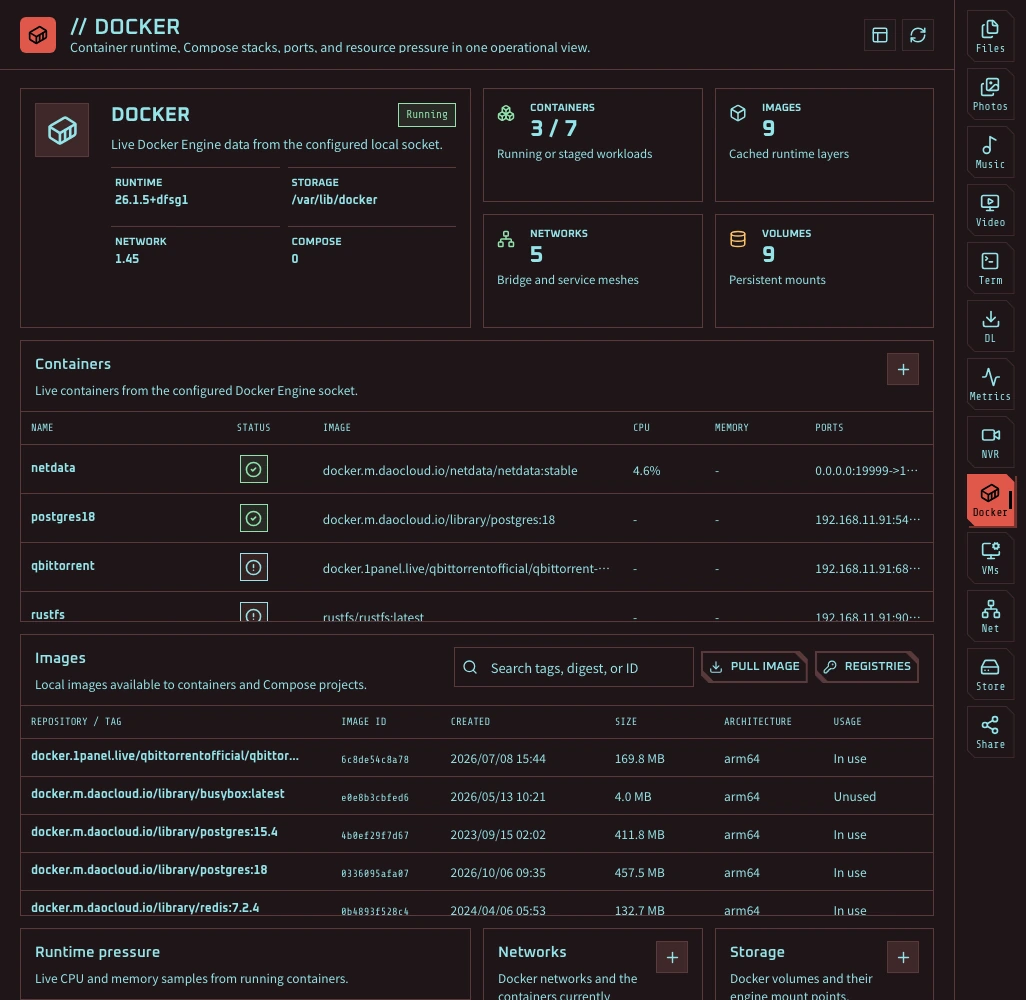 // DOCKER
Container runtime, Compose stacks, ports, and resource pressure in one operational view.
DOCKER
Running
Live Docker Engine data from the configured local socket.
RUNTIME
26.1.5+dfsg1
STORAGE
/var/lib/docker
NETWORK
1.45
COMPOSE
0
CONTAINERS
3 / 7
Running or staged workloads
IMAGES
9
Cached runtime layers
NETWORKS
5
Bridge and service meshes
VOLUMES
9
Persistent mounts
Containers
Live containers from the configured Docker Engine socket.
NAME STATUS IMAGE CPU MEMORY PORTS
netdata docker.m.daocloud.io/netdata/netdata:stable 4.6% - 0.0.0.0:19999->1···
postgres18 docker.m.daocloud.io/library/postgres:18 - - 192.168.11.91:54···
qbittorrent docker.1panel.live/qbittorrentofficial/qbittorrent-··· - - 192.168.11.91:68···
rustfs rustfs/rustfs:latest - - 192.168.11.91:90···
Images
Local images available to containers and Compose projects.
Search tags, digest, or ID
PULL IMAGE
REGISTRIES
REPOSITORY / TAG IMAGE ID CREATED SIZE ARCHITECTURE USAGE
docker.1panel.live/qbittorrentofficial/qbittor... 6c8de54c8a78 2026/07/08 15:44 169.8 MB arm64 In use
docker.m.daocloud.io/library/busybox:latest e0e8b3cbfed6 2026/05/13 10:21 4.0 MB arm64 Unused
docker.m.daocloud.io/library/postgres:15.4 4b0ef29f7d67 2023/09/15 02:02 411.8 MB arm64 In use
docker.m.daocloud.io/library/postgres:18 0336095afa07 2026/10/06 09:35 457.5 MB arm64 In use
docker.m.daocloud.io/library/redis:7.2.4 0b4893f528c4 2024/04/06 05:53 132.7 MB arm64 In use
Runtime pressure
Live CPU and memory samples from running containers.
Networks
Docker networks and the
containers currently
Storage
Docker volumes and their
engine mount points.
Files
Photos
Music
Video
Term
DL
Metrics
NVR
Docker
VMs
Net
Store
Share